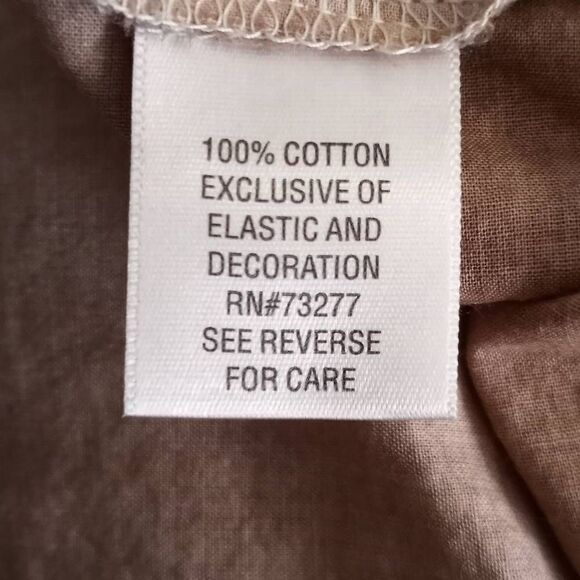 100% COTTON
EXCLUSIVE OF
ELASTIC AND
DECORATION
RN#73277
SEE REVERSE
FOR CARE